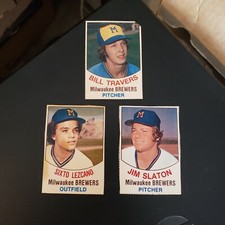 M
BILL TRAVERS
Milwaukee BREWERS
PITCHER
M
SIXTO LEZCANO
Milwaukee BREWERS
OUTFIELD
M
JIM SLATON
Milwaukee BREWERS
PITCHER